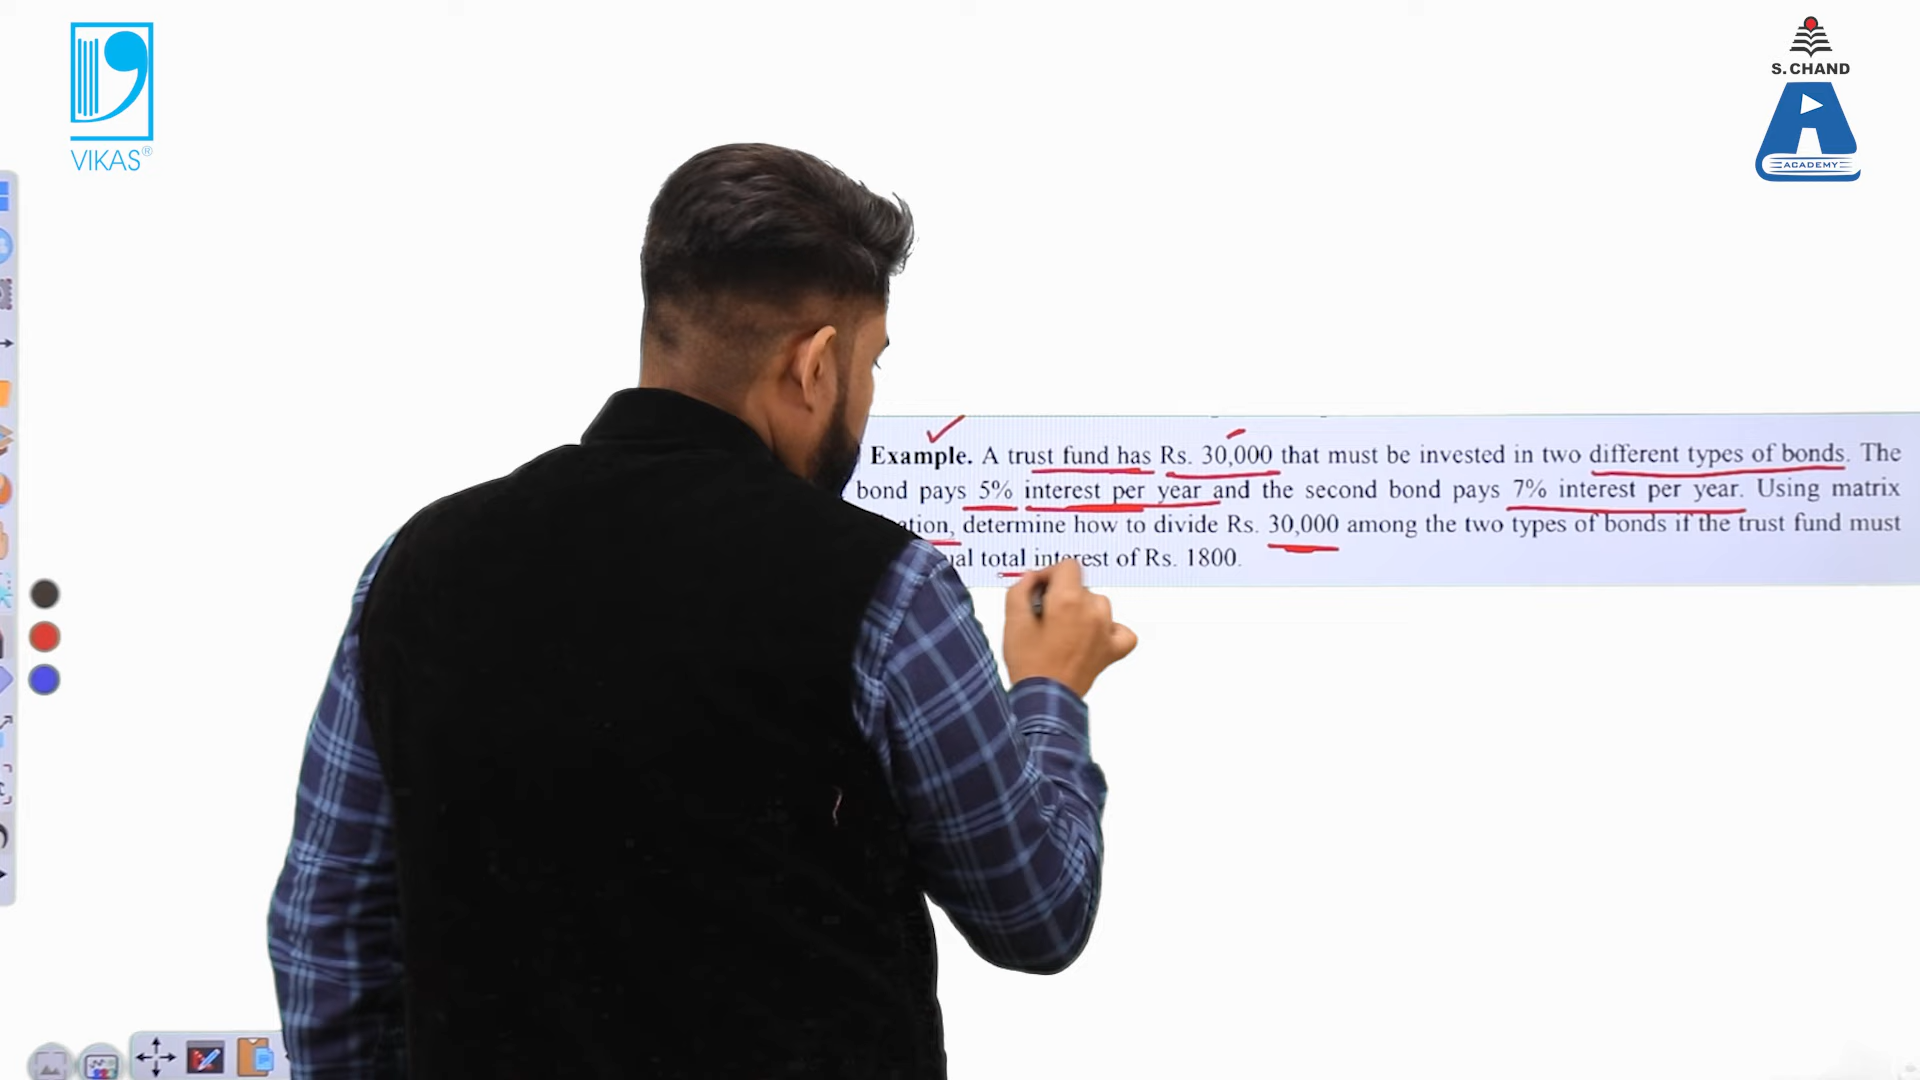 VIKAS®
S. CHAND
ACADEMY
Example. A trust fund has Rs. 30,000 that must be invested in two different types of bonds. The
bond pays 5% interest per year and the second bond pays 7% interest per year. Using matrix
determine how to divide Rs. 30,000 among the two types of bonds if the trust fund must
total interest of Rs. 1800.